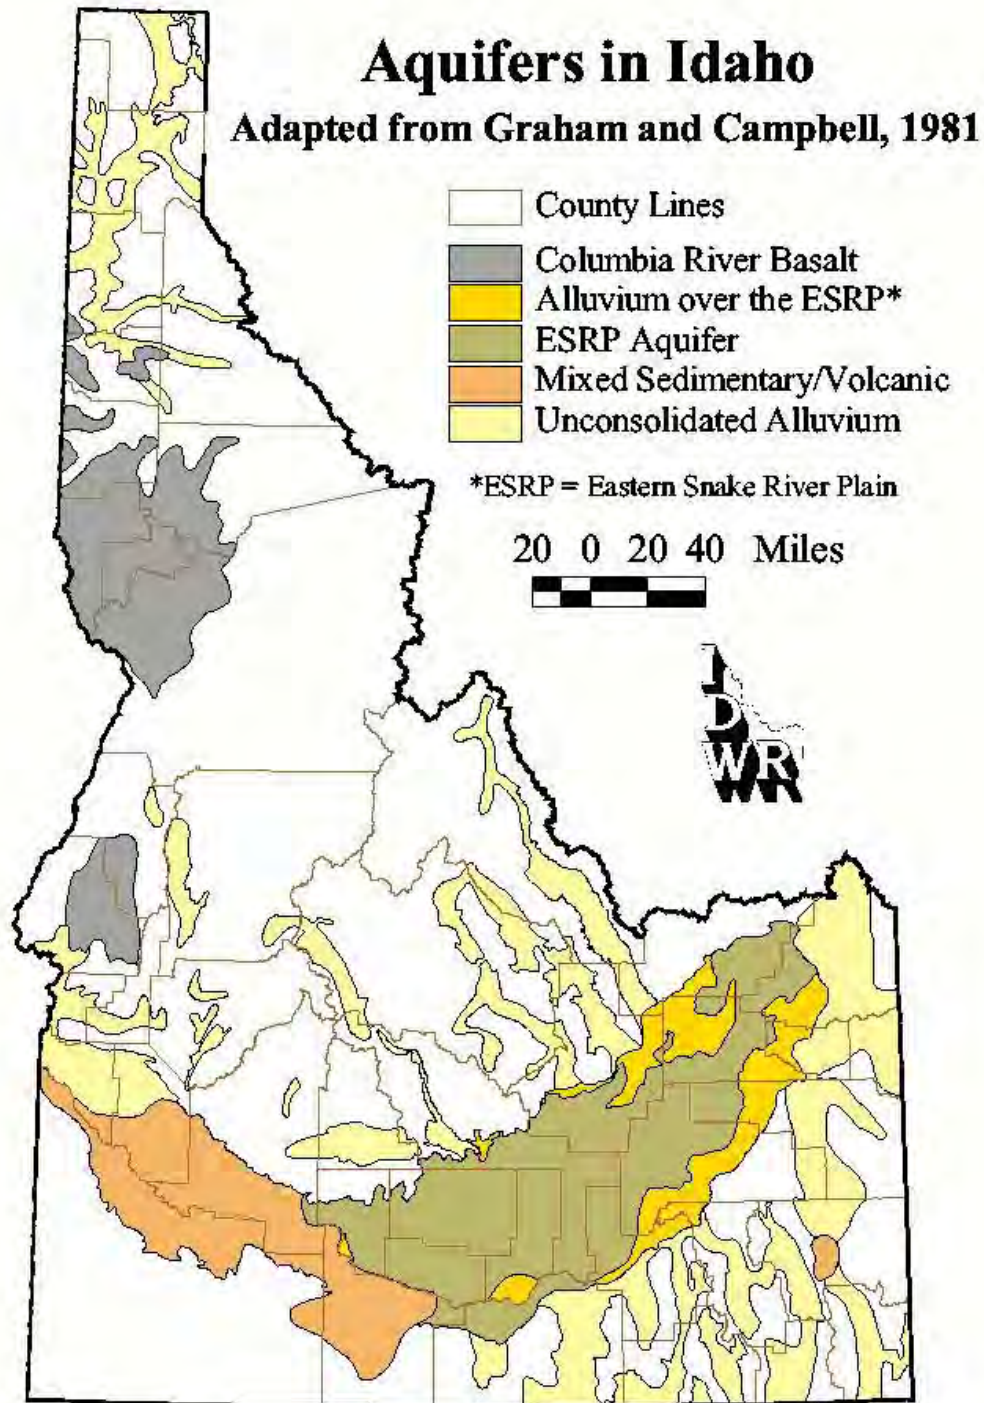 Aquifers in Idaho
Adapted from Graham and Campbell, 1981
County Lines
Columbia River Basalt
Alluvium over the ESRP*
ESRP Aquifer
Mixed Sedimentary/Volcanic
Unconsolidated Alluvium
*ESRP = Eastern Snake River Plain
20 0 20 40 Miles
I
D
WR